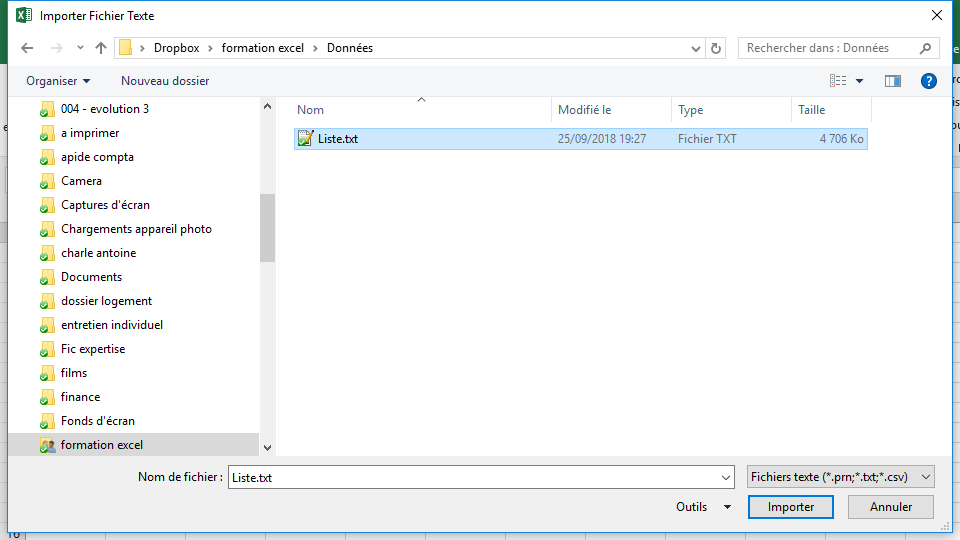 Importer Fichier Texte
Dropbox > formation excel > Données
Rechercher dans : Données
Organiser
Nouveau dossier
004 - evolution 3
a imprimer
apide compta
Camera
Captures d'écran
Chargements appareil photo
charle antoine
Documents
dossier logement
entretien individuel
Fic expertise
films
finance
Fonds d'écran
formation excel
Nom Modifié le Type Taille
Liste.txt 25/09/2018 19:27 Fichier TXT 4 706 Ko
Nom de fichier : Liste.txt Fichiers texte (*.prn;*.txt;*.csv)
Outils Importer Annuler